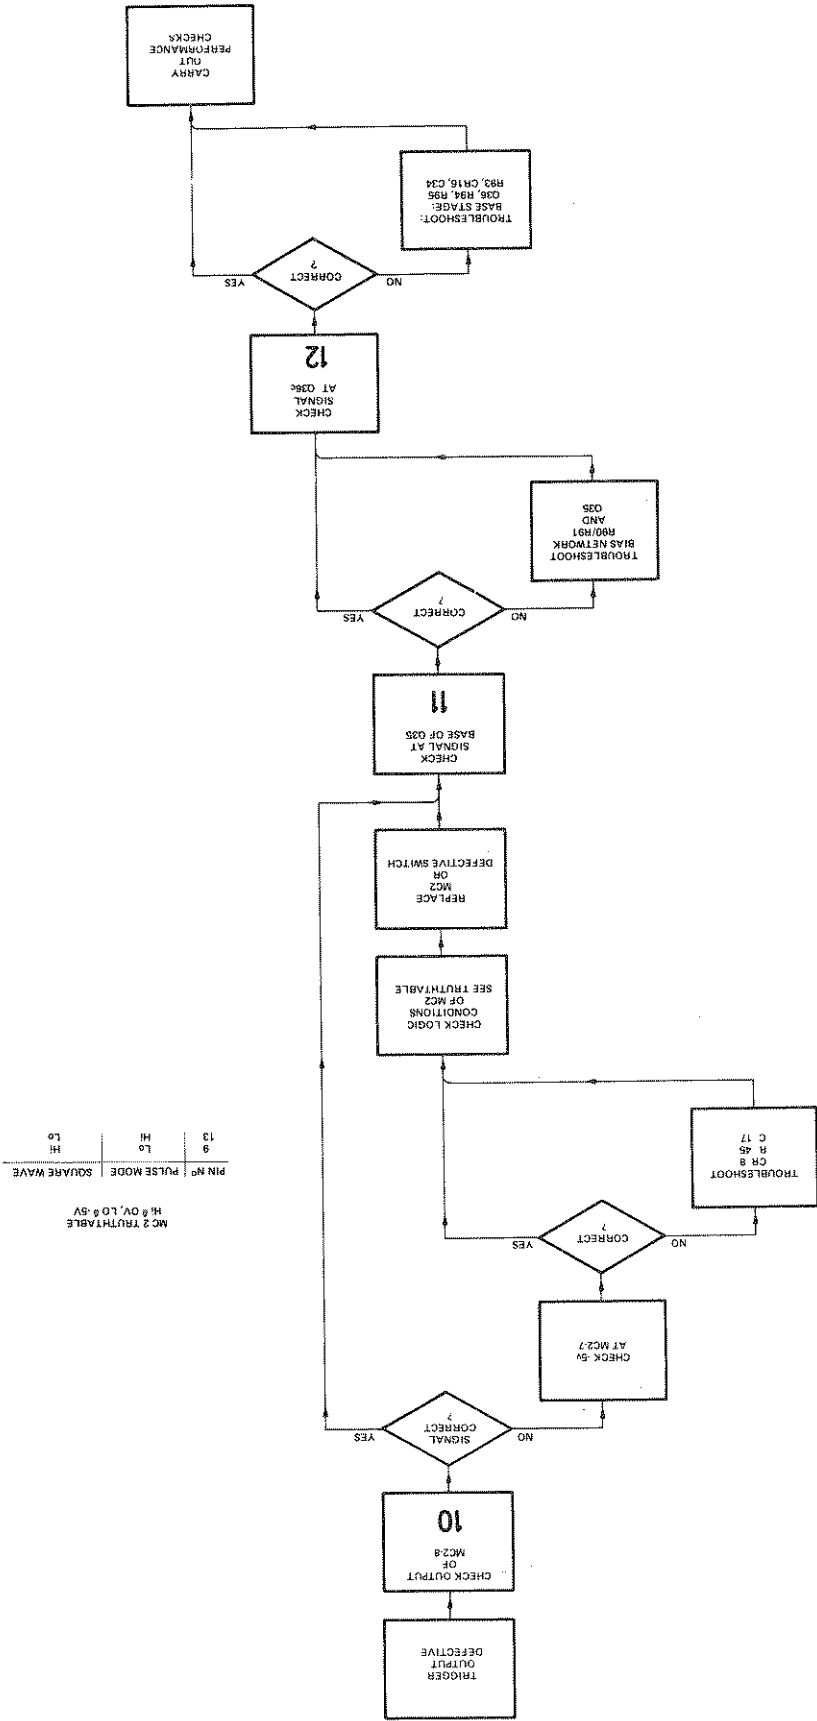 TRIGGER
OUTPUT
DEFECTIVE
CHECK OUTPUT
OF
MC2-8
10
SIGNAL
CORRECT
?
YES
NO
CHECK -5v
AT MC2-7
CORRECT
?
YES
NO
TROUBLESHOOT
CR 8
R 45
C 17
MC 2 TRUTHTABLE
Hi ≙ OV, LO ≙ -5V
PIN Nº PULSE MODE SQUARE WAVE
9 Lo Hi
13 Hi Lo
CHECK LOGIC
CONDITIONS
OF MC2
SEE TRUTHTABLE
REPLACE
MC2
OR
DEFECTIVE SWITCH
CHECK
SIGNAL AT
BASE OF Q35
11
CORRECT
?
YES
NO
TROUBLESHOOT
BIAS NETWORK
R90/R91
AND
Q35
CHECK
SIGNAL
AT Q36c
12
CORRECT
?
YES
NO
TROUBLESHOOT:
BASE STAGE:
Q36, R94, R95
R93, CR16, C34
CARRY
OUT
PERFORMANCE
CHECKS